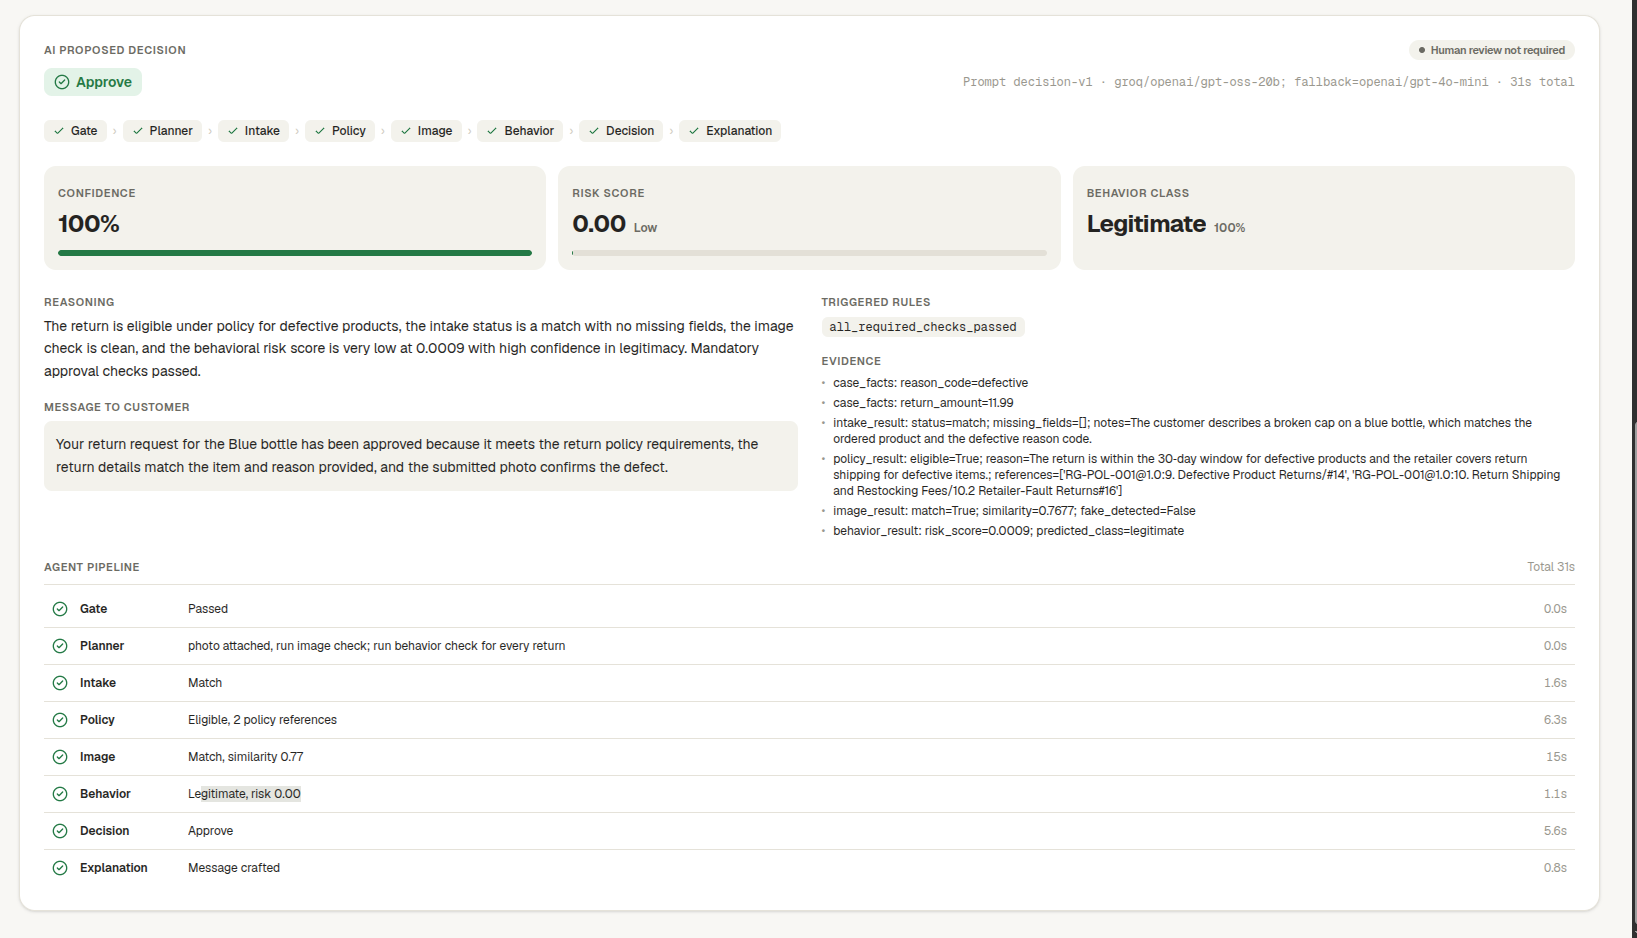 AI PROPOSED DECISION
Human review not required
Approve
Prompt decision-v1 · groq/openai/gpt-oss-20b; fallback=openai/gpt-4o-mini · 31s total
Gate › Planner › Intake › Policy › Image › Behavior › Decision › Explanation
CONFIDENCE
100%
RISK SCORE
0.00 Low
BEHAVIOR CLASS
Legitimate 100%
REASONING
The return is eligible under policy for defective products, the intake status is a match with no missing fields, the image
check is clean, and the behavioral risk score is very low at 0.0009 with high confidence in legitimacy. Mandatory
approval checks passed.
MESSAGE TO CUSTOMER
Your return request for the Blue bottle has been approved because it meets the return policy requirements, the
return details match the item and reason provided, and the submitted photo confirms the defect.
TRIGGERED RULES
all_required_checks_passed
EVIDENCE
• case_facts: reason_code=defective
• case_facts: return_amount=11.99
• intake_result: status=match; missing_fields=[]; notes=The customer describes a broken cap on a blue bottle, which matches the
ordered product and the defective reason code.
• policy_result: eligible=True; reason=The return is within the 30-day window for defective products and the retailer covers return
shipping for defective items.; references=['RG-POL-001@1.0:9. Defective Product Returns/#14', 'RG-POL-001@1.0:10. Return Shipping
and Restocking Fees/10.2 Retailer-Fault Returns#16']
• image_result: match=True; similarity=0.7677; fake_detected=False
• behavior_result: risk_score=0.0009; predicted_class=legitimate
AGENT PIPELINE
Total 31s
Gate Passed 0.0s
Planner photo attached, run image check; run behavior check for every return 0.0s
Intake Match 1.6s
Policy Eligible, 2 policy references 6.3s
Image Match, similarity 0.77 15s
Behavior Legitimate, risk 0.00 1.1s
Decision Approve 5.6s
Explanation Message crafted 0.8s